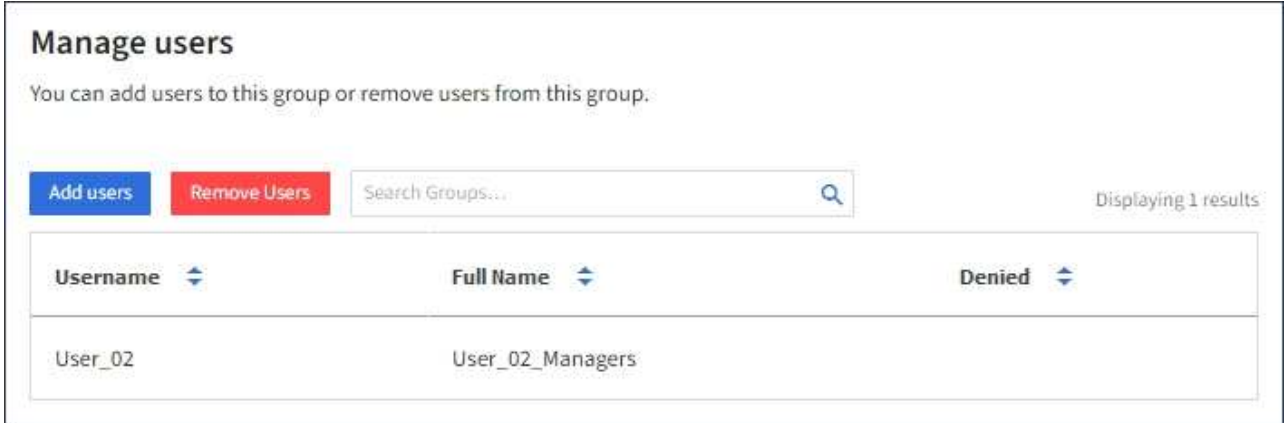 Manage users
You can add users to this group or remove users from this group.
Add users Remove Users Search Groups... Displaying 1 results
Username Full Name Denied
User_02 User_02_Managers